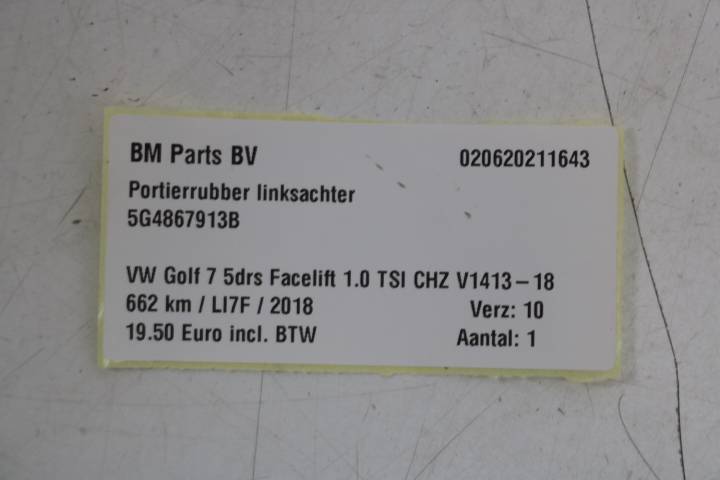 BM Parts BV 020620211643
Portierrubber linksachter
5G4867913B
VW Golf 7 5drs Facelift 1.0 TSI CHZ V1413-18
662 km / LI7F / 2018 Verz: 10
19.50 Euro incl. BTW Aantal: 1